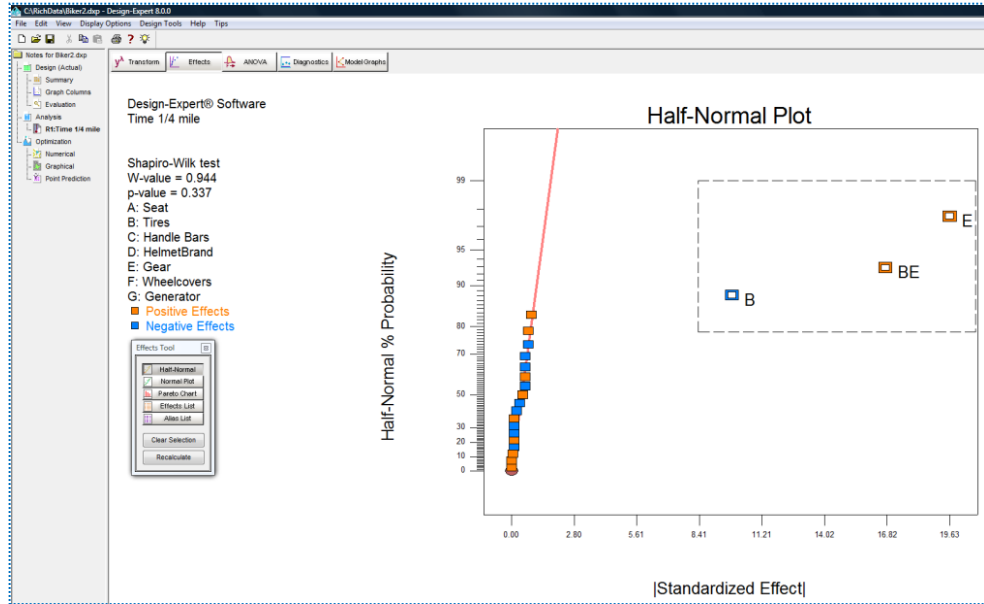 C:\RichData\Biker2.dxp - Design-Expert 8.0.0
File Edit View Display Options Design Tools Help Tips
Notes for Biker2.dxp
Design (Actual)
Summary
Graph Columns
Evaluation
Analysis
R1:Time 1/4 mile
Optimization
Numerical
Graphical
Point Prediction
yλ Transform Effects ANOVA Diagnostics Model Graphs
Design-Expert® Software
Time 1/4 mile
Shapiro-Wilk test
W-value = 0.944
p-value = 0.337
A: Seat
B: Tires
C: Handle Bars
D: HelmetBrand
E: Gear
F: Wheelcovers
G: Generator
Positive Effects
Negative Effects
Effects Tool
Half-Normal
Normal Plot
Pareto Chart
Effects List
Alias List
Clear Selection
Recalculate
Half-Normal Plot
Half-Normal % Probability
99
95
90
80
70
50
30
20
10
0
E
BE
B
0.00 2.80 5.61 8.41 11.21 14.02 16.82 19.63
|Standardized Effect|